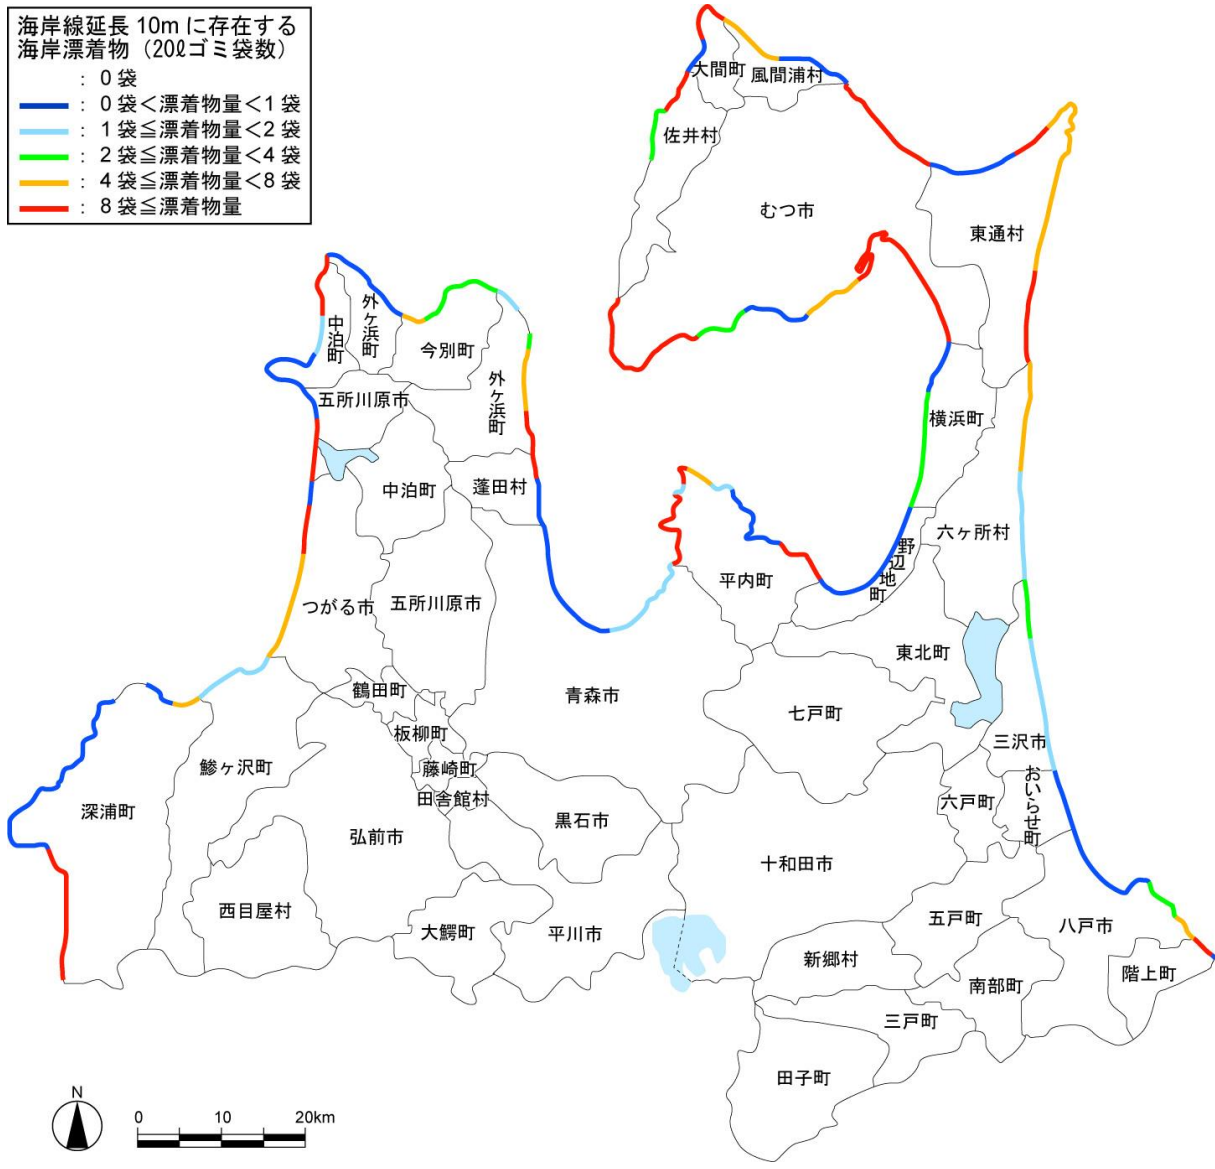 海岸線延長10mに存在する
海岸漂着物（20ℓゴミ袋数）
：0袋
：0袋＜漂着物量＜1袋
：1袋≦漂着物量＜2袋
：2袋≦漂着物量＜4袋
：4袋≦漂着物量＜8袋
：8袋≦漂着物量
大間町
風間浦村
佐井村
むつ市
東通村
中泊町
外ヶ浜町
今別町
外ヶ浜町
五所川原市
横浜町
中泊町
蓬田村
野辺地町
六ヶ所村
平内町
つがる市
五所川原市
東北町
鶴田町
青森市
七戸町
板柳町
三沢市
鰺ヶ沢町
藤崎町
おいらせ町
深浦町
田舎館村
六戸町
弘前市
黒石市
十和田市
西目屋村
大鰐町
平川市
五戸町
八戸市
新郷村
南部町
階上町
三戸町
田子町
N
0 10 20km